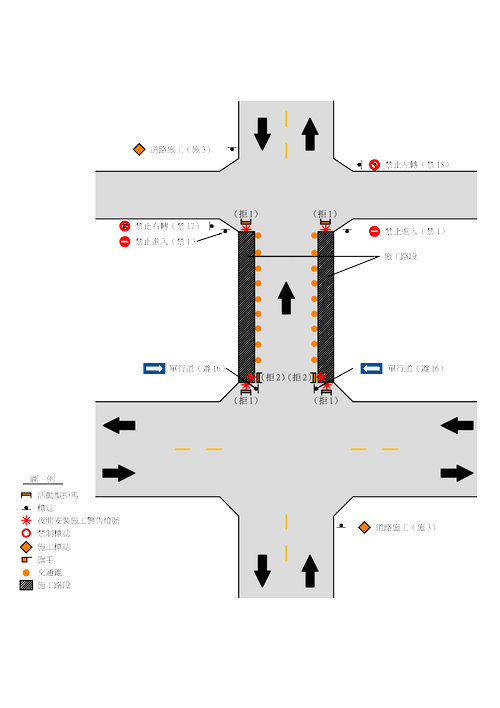 道路施工（施3）
禁止左轉（禁18）
（拒1）
（拒1）
禁止右轉（禁17）
禁止進入（禁1）
禁止進入（禁1）
施工路段
單行道（遵16）
（拒2）（拒2）
單行道（遵16）
（拒1）
（拒1）
圖 例
活動型拒馬
標誌
夜間安裝施工警告燈號
禁制標誌
施工標誌
旗手
交通錐
施工路段
道路施工（施3）